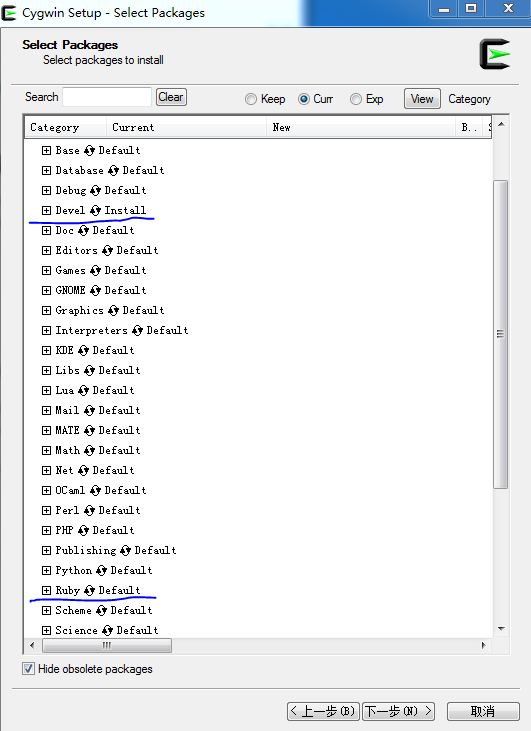 Cygwin Setup - Select Packages
Select Packages
Select packages to install
Search Clear Keep Curr Exp View Category
Category Current New B.. S
Base Default
Database Default
Debug Default
Devel Install
Doc Default
Editors Default
Games Default
GNOME Default
Graphics Default
Interpreters Default
KDE Default
Libs Default
Lua Default
Mail Default
MATE Default
Math Default
Net Default
OCaml Default
Perl Default
PHP Default
Publishing Default
Python Default
Ruby Default
Scheme Default
Science Default
Hide obsolete packages
< 上一步(B) 下一步(N) > 取消